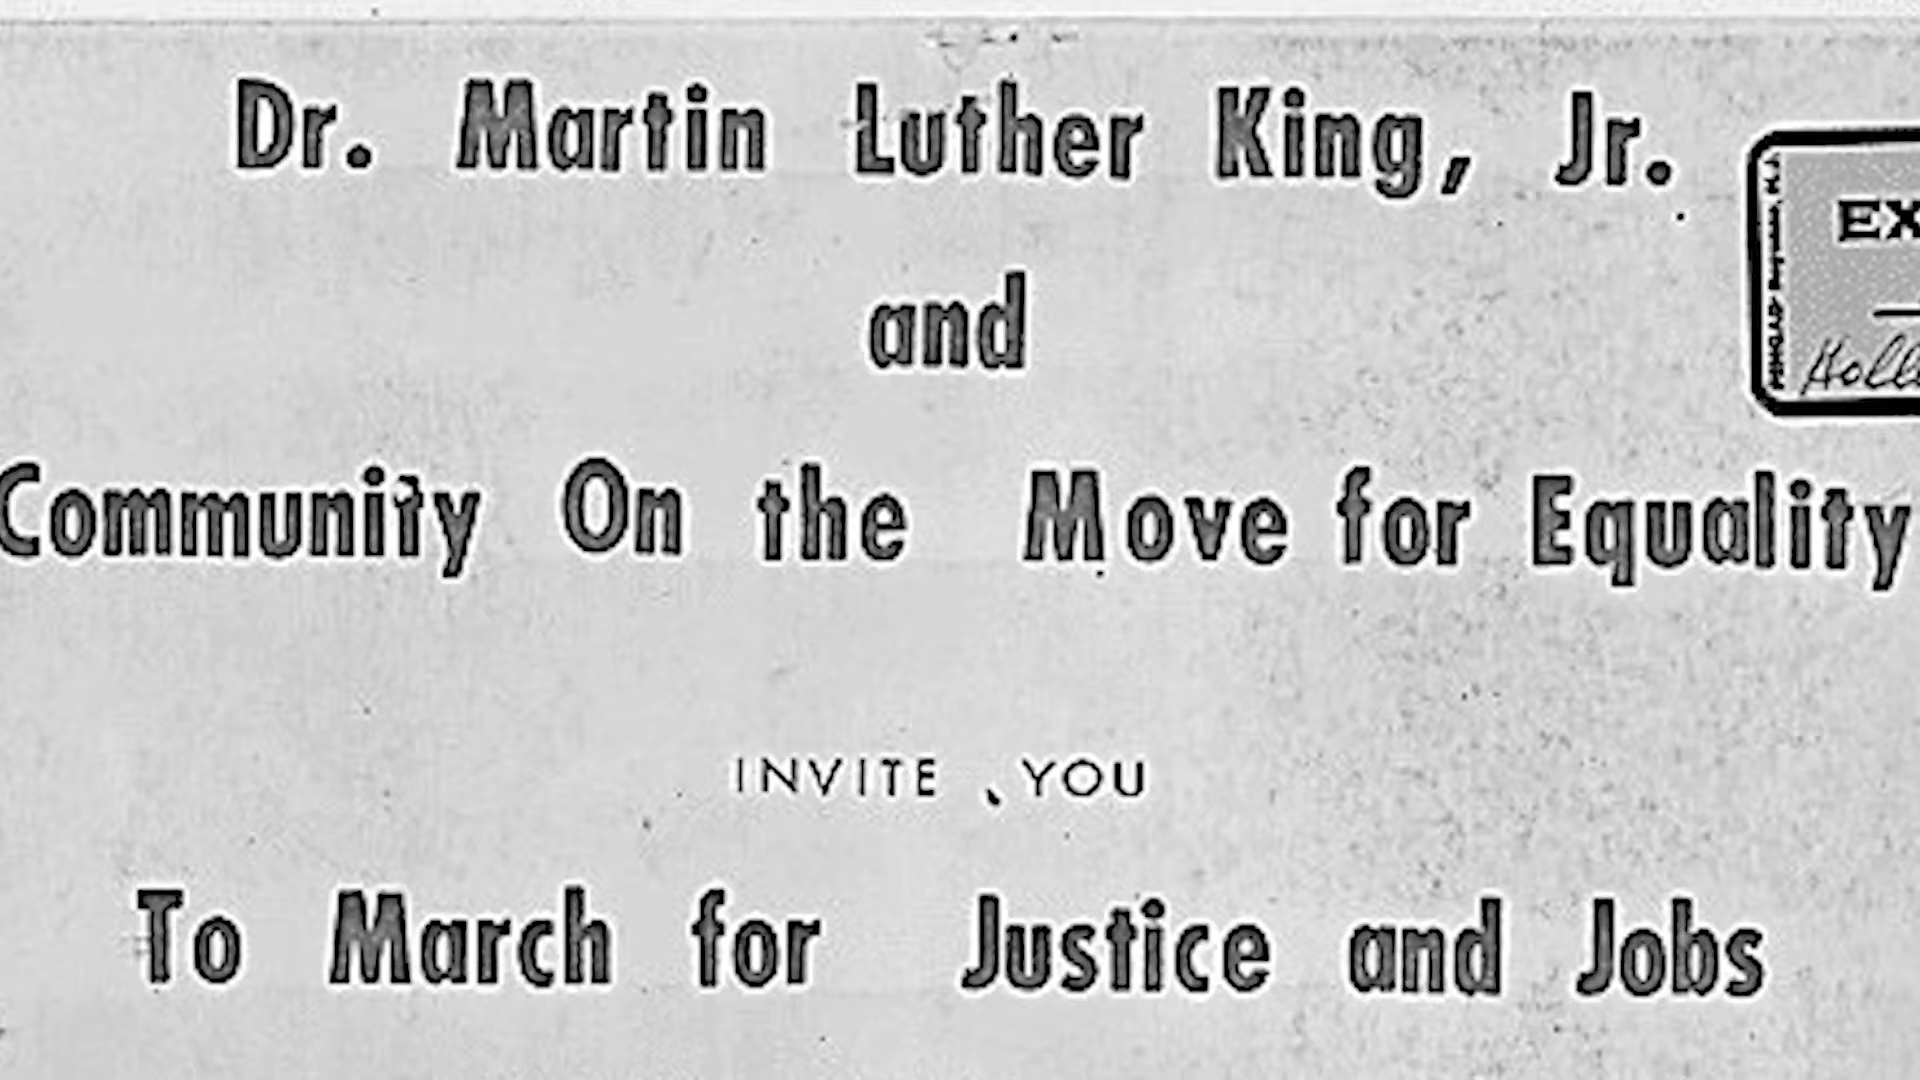 Dr. Martin Luther King, Jr.
and
Community On the Move for Equality
INVITE YOU
To March for Justice and Jobs